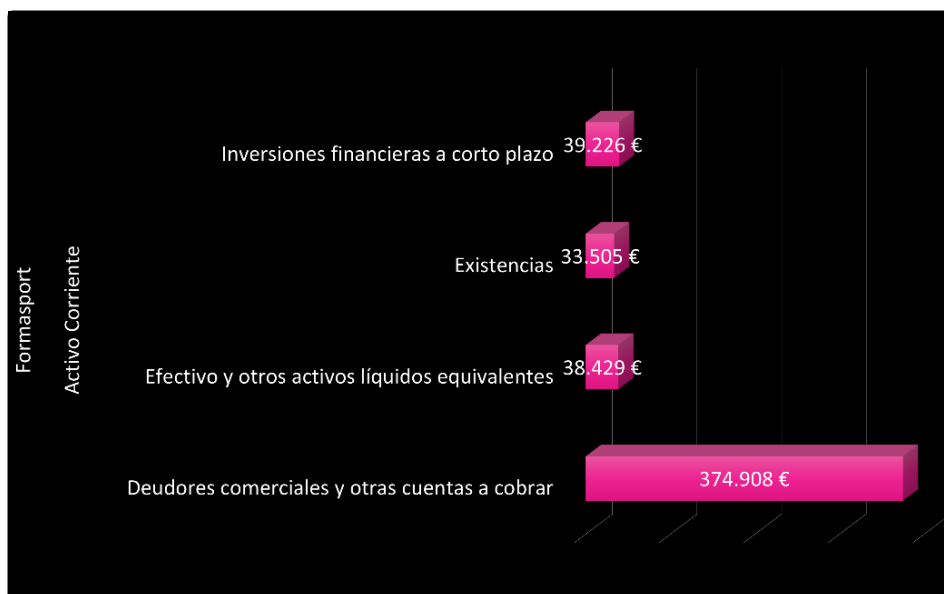 Formasport
Activo Corriente
Inversiones financieras a corto plazo
39.226 €
Existencias
33.505 €
Efectivo y otros activos líquidos equivalentes
38.429 €
Deudores comerciales y otras cuentas a cobrar
374.908 €